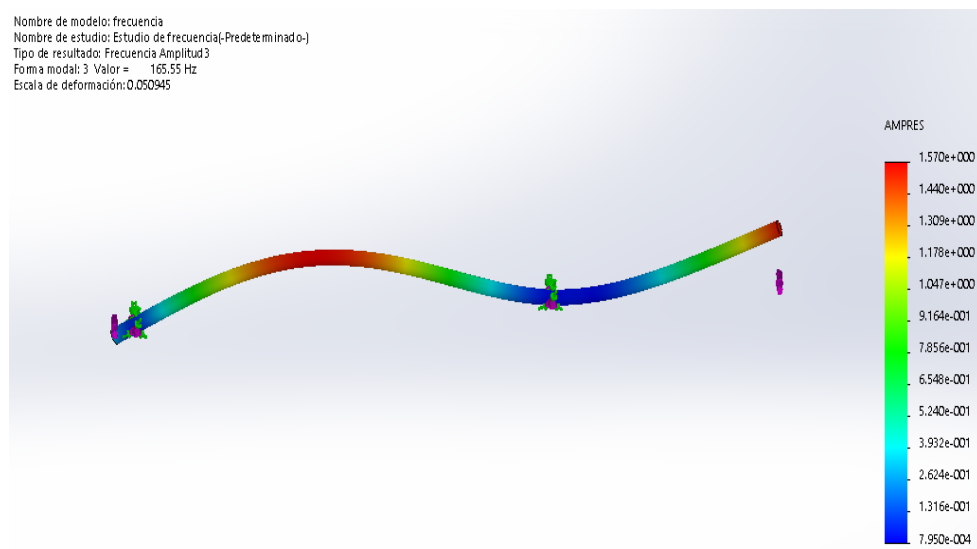 Nombre de modelo: frecuencia
Nombre de estudio: Estudio de frecuencia(-Predeterminado-)
Tipo de resultado: Frecuencia Amplitud3
Forma modal: 3 Valor = 165.55 Hz
Escala de deformación: 0.050945
AMPRES
1.570e+000
1.440e+000
1.309e+000
1.178e+000
1.047e+000
9.164e-001
7.856e-001
6.548e-001
5.240e-001
3.932e-001
2.624e-001
1.316e-001
7.950e-004